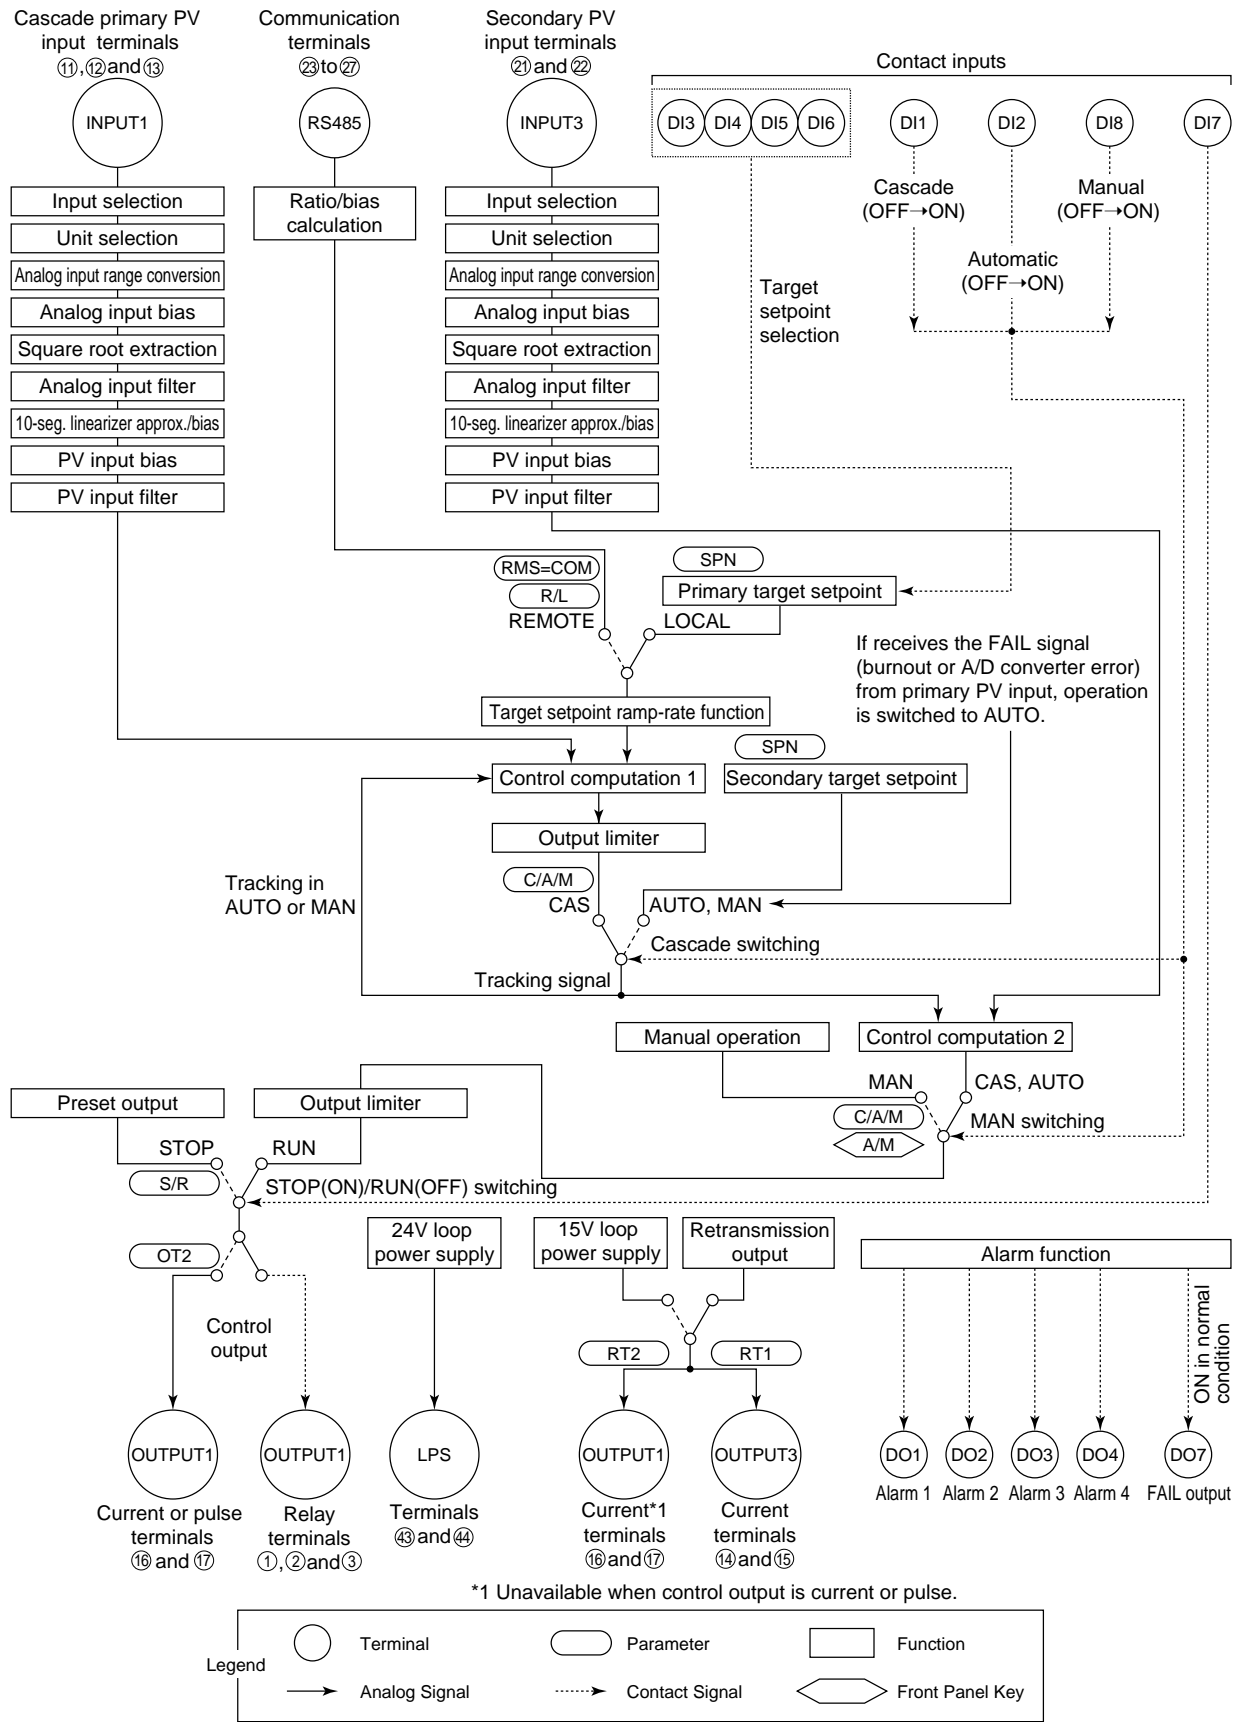 Cascade primary PV
input terminals
⑪,⑫and⑬
Communication
terminals
㉓to㉗
Secondary PV
input terminals
㉑and㉒
Contact inputs
INPUT1
RS485
INPUT3
DI3
DI4
DI5
DI6
DI1
DI2
DI8
DI7
Input selection
Unit selection
Analog input range conversion
Analog input bias
Square root extraction
Analog input filter
10-seg. linearizer approx./bias
PV input bias
PV input filter
Ratio/bias
calculation
Input selection
Unit selection
Analog input range conversion
Analog input bias
Square root extraction
Analog input filter
10-seg. linearizer approx./bias
PV input bias
PV input filter
Cascade
(OFF→ON)
Manual
(OFF→ON)
Automatic
(OFF→ON)
Target
setpoint
selection
RMS=COM
R/L
REMOTE
SPN
Primary target setpoint
LOCAL
If receives the FAIL signal
(burnout or A/D converter error)
from primary PV input, operation
is switched to AUTO.
Target setpoint ramp-rate function
SPN
Control computation 1
Secondary target setpoint
Output limiter
C/A/M
CAS
AUTO, MAN
Tracking in
AUTO or MAN
Cascade switching
Tracking signal
Manual operation
Control computation 2
MAN
CAS, AUTO
C/A/M
A/M
MAN switching
Preset output
Output limiter
STOP
RUN
S/R
STOP(ON)/RUN(OFF) switching
OT2
24V loop
power supply
15V loop
power supply
Retransmission
output
Alarm function
Control
output
RT2
RT1
ON in normal
condition
OUTPUT1
OUTPUT1
LPS
OUTPUT1
OUTPUT3
DO1
DO2
DO3
DO4
DO7
Alarm 1
Alarm 2
Alarm 3
Alarm 4
FAIL output
Current or pulse
terminals
⑯ and ⑰
Relay
terminals
①,②and③
Terminals
㊸and㊹
Current*1
terminals
⑯and⑰
Current
terminals
⑭and⑮
*1 Unavailable when control output is current or pulse.
Legend
Terminal
Parameter
Function
Analog Signal
Contact Signal
Front Panel Key